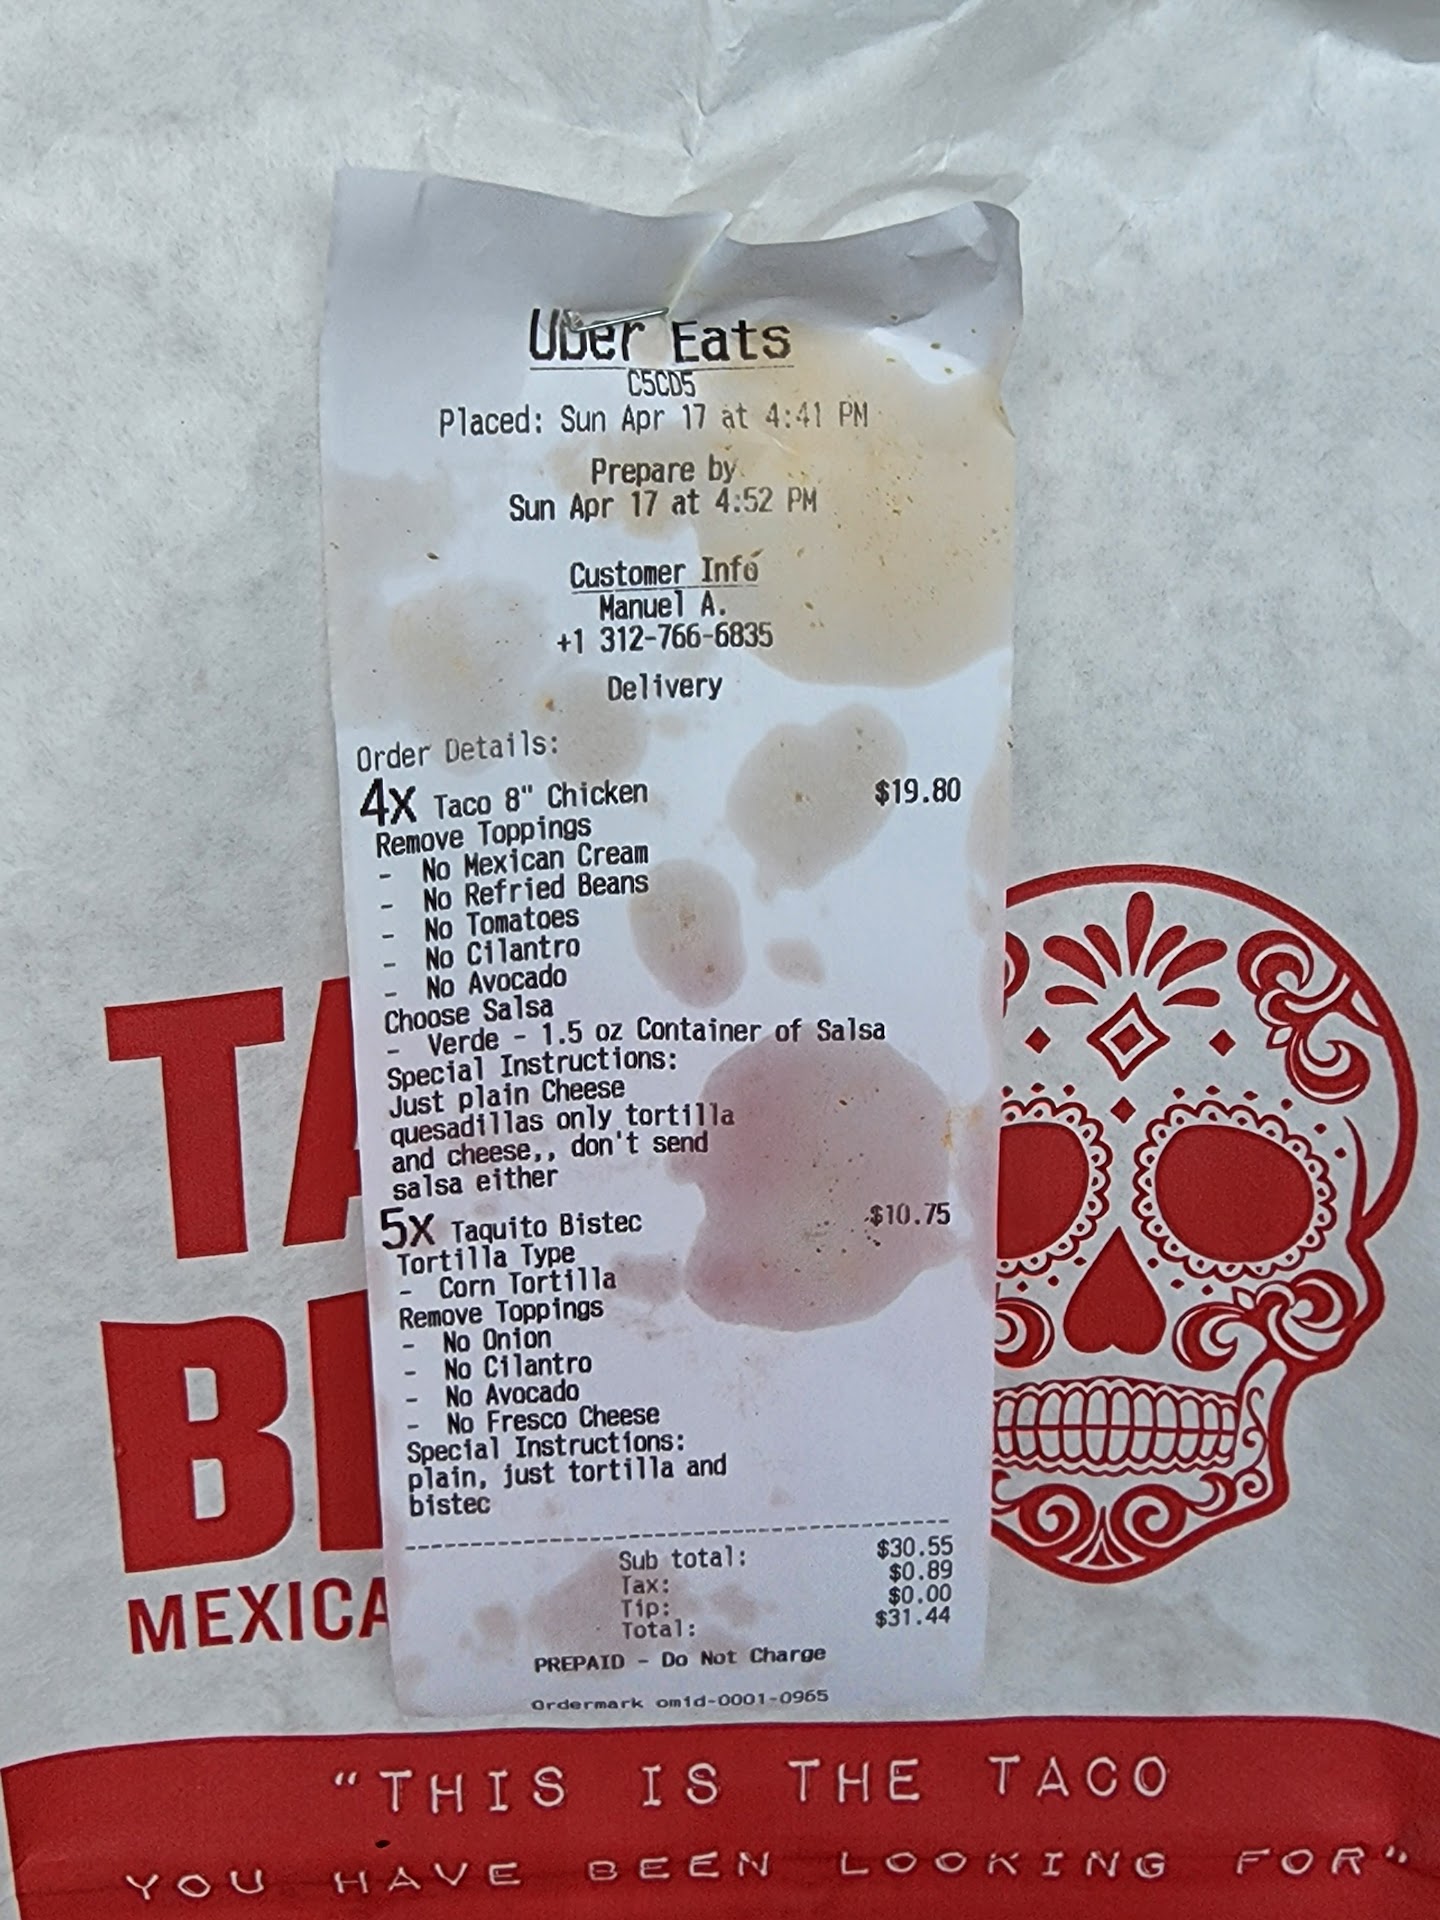 Uber Eats
C5CD5
Placed: Sun Apr 17 at 4:41 PM
Prepare by
Sun Apr 17 at 4:52 PM
Customer Info
Manuel A.
+1 312-766-6835
Delivery
Order Details:
4x Taco 8" Chicken $19.80
Remove Toppings
- No Mexican Cream
- No Refried Beans
- No Tomatoes
- No Cilantro
- No Avocado
Choose Salsa
- Verde - 1.5 oz Container of Salsa
Special Instructions:
Just plain Cheese
quesadillas only tortilla
and cheese,, don't send
salsa either
5x Taquito Bistec $10.75
Tortilla Type
- Corn Tortilla
Remove Toppings
- No Onion
- No Cilantro
- No Avocado
- No Fresco Cheese
Special Instructions:
plain, just tortilla and
bistec
Sub total: $30.55
Tax: $0.89
Tip: $0.00
Total: $31.44
PREPAID - Do Not Charge
Ordermark omid-0001-0965
TA
BI
MEXICA
"THIS IS THE TACO
YOU HAVE BEEN LOOKING FOR"